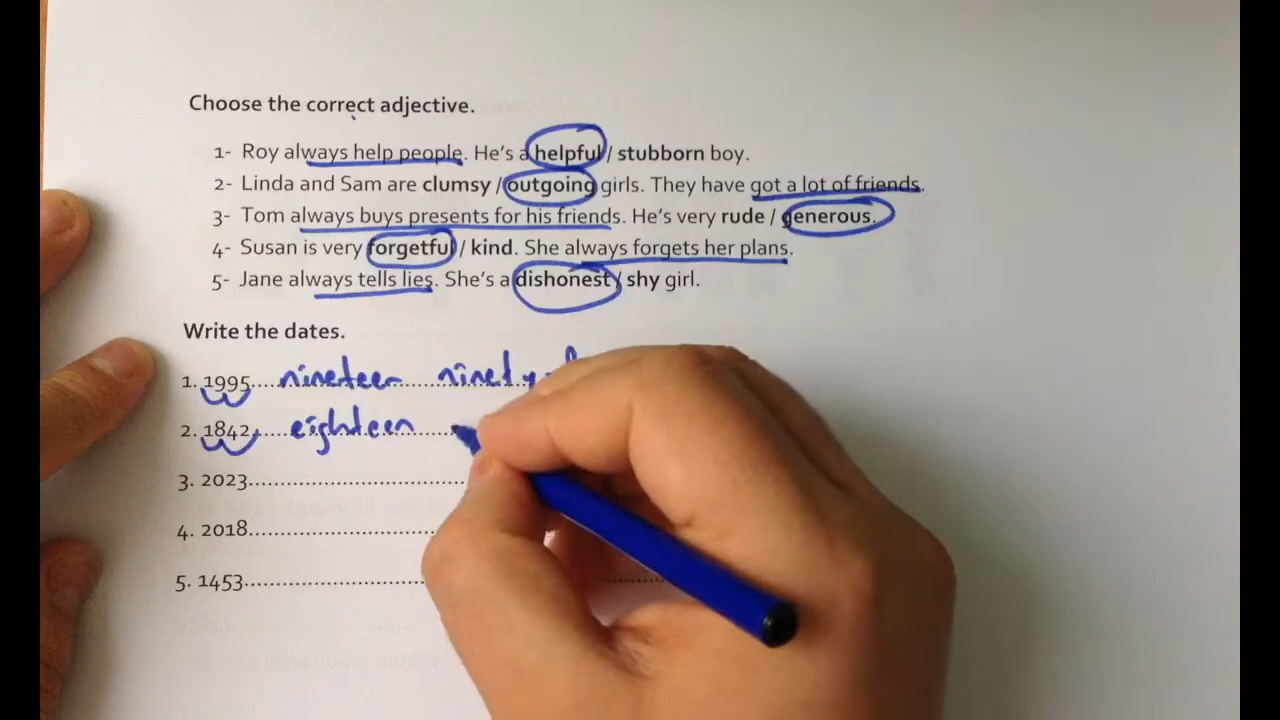 Choose the correct adjective.
1- Roy always help people. He's a helpful / stubborn boy.
2- Linda and Sam are clumsy / outgoing girls. They have got a lot of friends.
3- Tom always buys presents for his friends. He's very rude / generous.
4- Susan is very forgetful / kind. She always forgets her plans.
5- Jane always tells lies. She's a dishonest / shy girl.
Write the dates.
1. 1995.... nineteen ...... ninety
2. 1842..... eighteen .....
3. 2023..............................
4. 2018..............................
5. 1453..............................